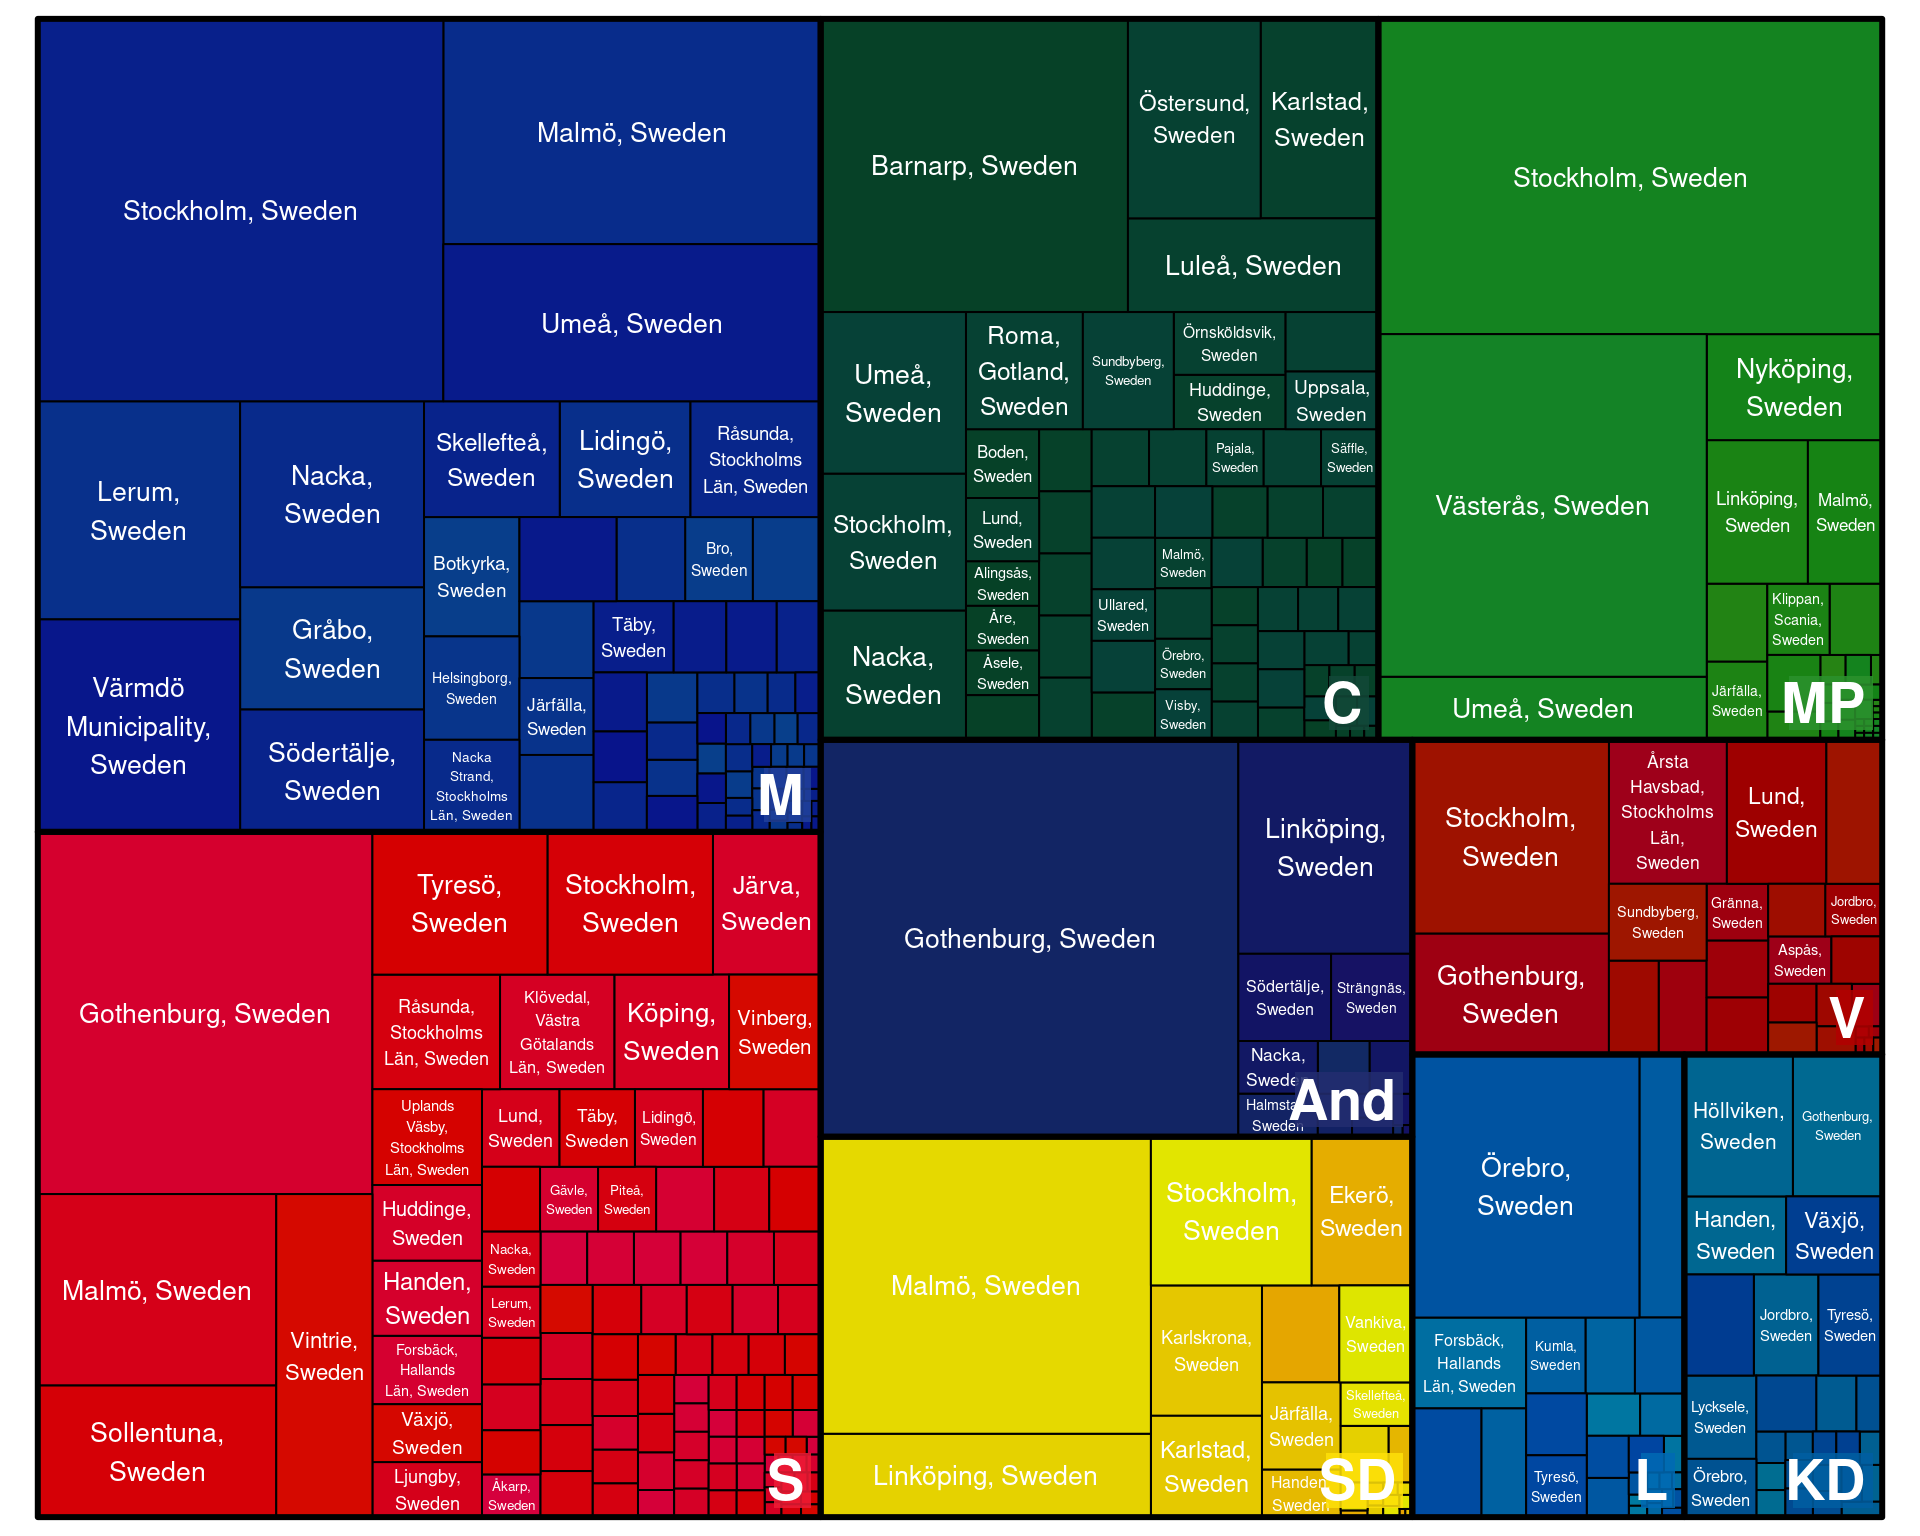 Stockholm, Sweden
Malmö, Sweden
Umeå, Sweden
Lerum,
Sweden
Värmdö
Municipality,
Sweden
Nacka,
Sweden
Gråbo,
Sweden
Södertälje,
Sweden
Skellefteå,
Sweden
Lidingö,
Sweden
Råsunda,
Stockholms
Län, Sweden
Botkyrka,
Sweden
Helsingborg,
Sweden
Nacka
Strand,
Stockholms
Län, Sweden
Bro,
Sweden
Täby,
Sweden
Järfälla,
Sweden
M
Barnarp, Sweden
Östersund,
Sweden
Karlstad,
Sweden
Luleå, Sweden
Umeå,
Sweden
Stockholm,
Sweden
Nacka,
Sweden
Roma,
Gotland,
Sweden
Sundbyberg,
Sweden
Örnsköldsvik,
Sweden
Huddinge,
Sweden
Uppsala,
Sweden
Boden,
Sweden
Lund,
Sweden
Alingsås,
Sweden
Åre,
Sweden
Åsele,
Sweden
Pajala,
Sweden
Säffle,
Sweden
Malmö,
Sweden
Ullared,
Sweden
Örebro,
Sweden
Visby,
Sweden
C
Stockholm, Sweden
Västerås, Sweden
Umeå, Sweden
Nyköping,
Sweden
Linköping,
Sweden
Malmö,
Sweden
Klippan,
Scania,
Sweden
Järfälla,
Sweden
MP
Gothenburg, Sweden
Malmö, Sweden
Sollentuna,
Sweden
Vintrie,
Sweden
Tyresö,
Sweden
Stockholm,
Sweden
Järva,
Sweden
Råsunda,
Stockholms
Län, Sweden
Klövedal,
Västra
Götalands
Län, Sweden
Köping,
Sweden
Vinberg,
Sweden
Uplands
Väsby,
Stockholms
Län, Sweden
Huddinge,
Sweden
Handen,
Sweden
Forsbäck,
Hallands
Län, Sweden
Växjö,
Sweden
Ljungby,
Sweden
Lund,
Sweden
Täby,
Sweden
Lidingö,
Sweden
Gävle,
Sweden
Piteå,
Sweden
Nacka,
Sweden
Lerum,
Sweden
Åkarp,
Sweden
S
Gothenburg, Sweden
Linköping,
Sweden
Södertälje,
Sweden
Strängnäs,
Sweden
Nacka,
Sweden
Sweden
And
Malmö, Sweden
Linköping, Sweden
Stockholm,
Sweden
Ekerö,
Sweden
Karlskrona,
Sweden
Karlstad,
Sweden
Vankiva,
Sweden
Järfälla,
Sweden
Skellefteå,
Sweden
Handen,
Sweden
SD
Stockholm,
Sweden
Gothenburg,
Sweden
Årsta
Havsbad,
Stockholms
Län,
Sweden
Lund,
Sweden
Sundbyberg,
Sweden
Gränna,
Sweden
Jordbro,
Sweden
Aspås,
Sweden
V
Örebro,
Sweden
Forsbäck,
Hallands
Län, Sweden
Kumla,
Sweden
Tyresö,
Sweden
L
Höllviken,
Sweden
Gothenburg,
Sweden
Handen,
Sweden
Växjö,
Sweden
Jordbro,
Sweden
Tyresö,
Sweden
Lycksele,
Sweden
Örebro,
Sweden
KD